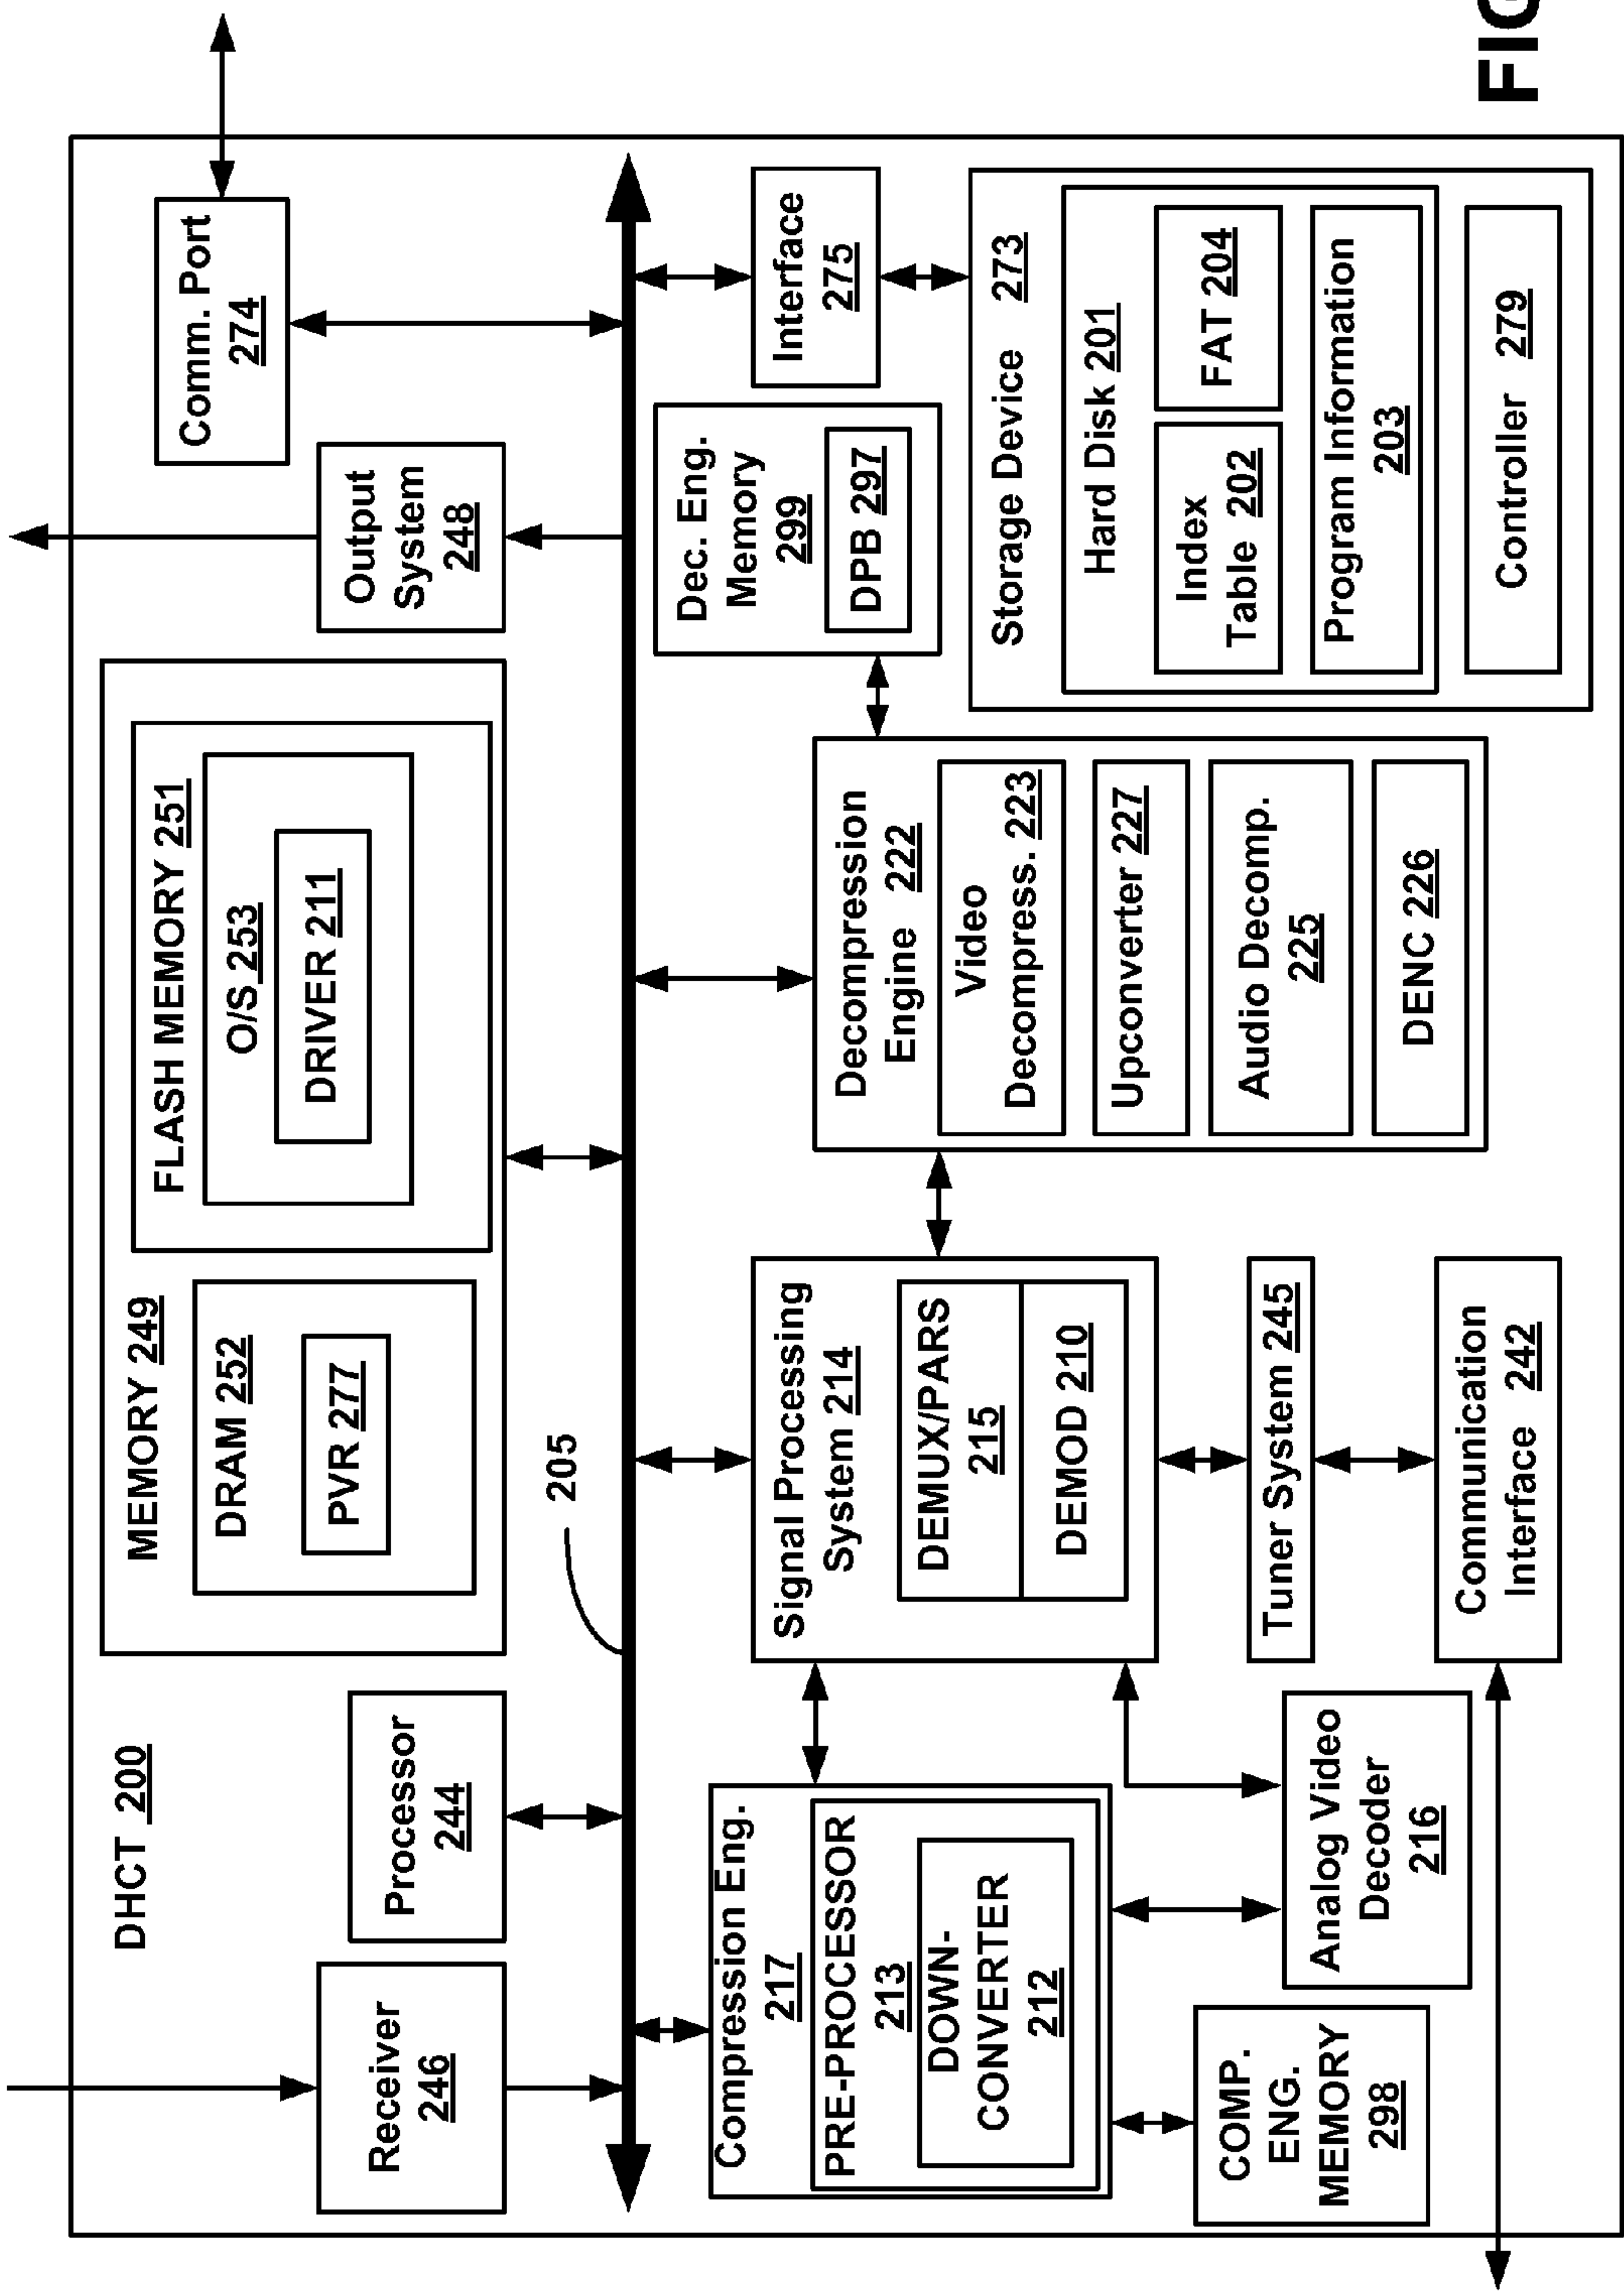 DHCT 200
Receiver
246
Processor
244
MEMORY 249
DRAM 252
PVR 277
FLASH MEMORY 251
O/S 253
DRIVER 211
Output
System
248
Comm. Port
274
205
Compression Eng.
217
PRE-PROCESSOR
213
DOWN-
CONVERTER
212
COMP.
ENG.
MEMORY
298
Analog Video
Decoder
216
Signal Processing
System 214
DEMUX/PARS
215
DEMOD 210
Tuner System 245
Communication
Interface 242
Decompression
Engine 222
Video
Decompress. 223
Upconverter 227
Audio Decomp.
225
DENC 226
Dec. Eng.
Memory
299
DPB 297
Interface
275
Storage Device 273
Hard Disk 201
Index
Table 202
FAT 204
Program Information
203
Controller 279